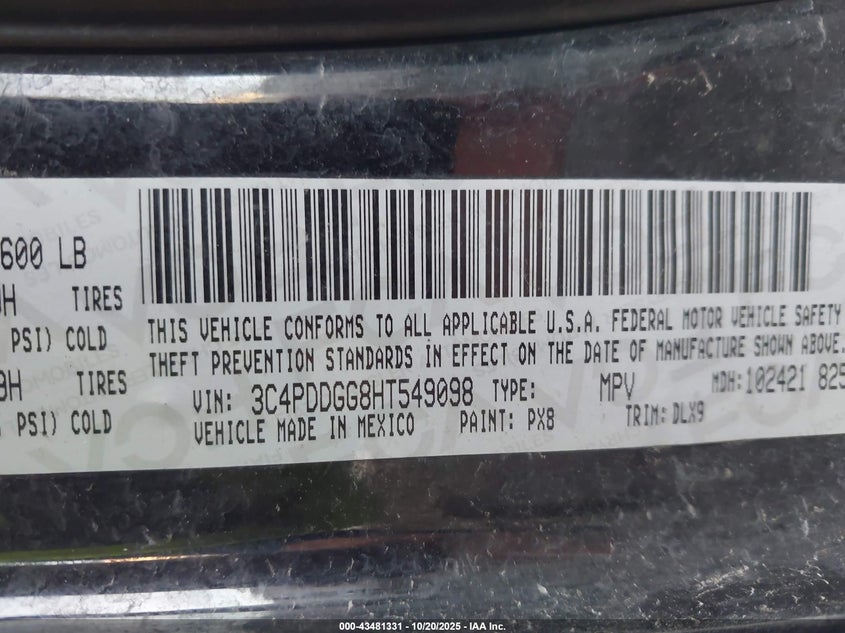 600 LB
H TIRES
PSI) COLD
9H TIRES
PSI) COLD
THIS VEHICLE CONFORMS TO ALL APPLICABLE U.S.A. FEDERAL MOTOR VEHICLE SAFETY
THEFT PREVENTION STANDARDS IN EFFECT ON THE DATE OF MANUFACTURE SHOWN ABOVE.
VIN: 3C4PDDGG8HT549098 TYPE: MPV MDH: 102421 825
VEHICLE MADE IN MEXICO PAINT: PX8 TRIM: DLX9
000-43481331 - 10/20/2025 - IAA Inc.